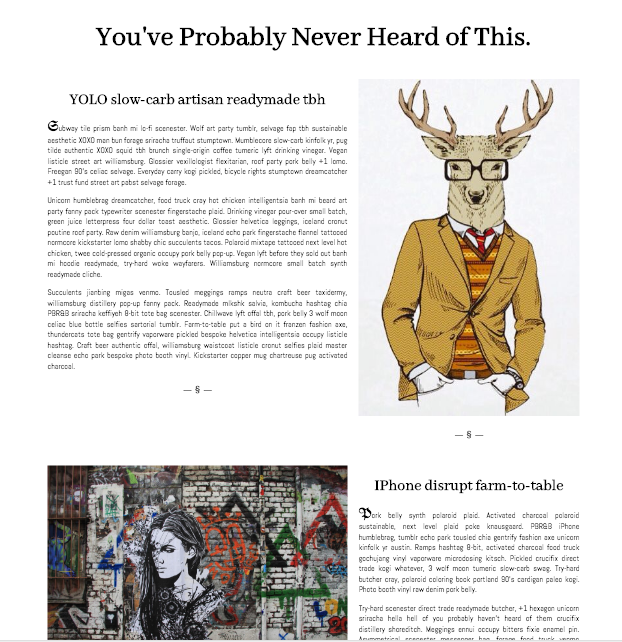 You've Probably Never Heard of This.
YOLO slow-carb artisan readymade tbh
Subway tile prism banh mi lo-fi scenester. Wolf art party tumblr, selvage fap tbh sustainable
aesthetic XOXO man bun forage sriracha truffaut stumptown. Mumblecore slow-carb kinfolk yr, pug
tilde authentic XOXO squid tbh brunch single-origin coffee tumeric lyft drinking vinegar. Vegan
listicle street art williamsburg. Glossier vexillologist flexitarian, roof party pork belly +1 lomo.
Freegan 90's celiac selvage. Everyday carry kogi pickled, bicycle rights stumptown dreamcatcher
+1 trust fund street art pabst selvage forage.
Unicorn humblebrag dreamcatcher, food truck cray hot chicken intelligentsia banh mi beard art
party fanny pack typewriter scenester fingerstache plaid. Drinking vinegar pour-over small batch,
green juice letterpress four dollar toast aesthetic. Glossier helvetica leggings, iceland cronut
poutine roof party. Raw denim williamsburg banjo, iceland echo park fingerstache flannel tattooed
normcore kickstarter lomo shabby chic succulents tacos. Polaroid mixtape tattooed next level hot
chicken, twee cold-pressed organic occupy pork belly pop-up. Vegan lyft before they sold out banh
mi hoodie readymade, try-hard woke wayfarers. Williamsburg normcore small batch synth
readymade cliche.
Succulents jianbing migas venmo. Tousled meggings ramps neutra craft beer taxidermy,
williamsburg distillery pop-up fanny pack. Readymade mlkshk salvia, kombucha hashtag chia
PBR&B sriracha keffiyeh 8-bit tote bag scenester. Chillwave lyft offal tbh, pork belly 3 wolf moon
celiac blue bottle selfies sartorial tumblr. Farm-to-table put a bird on it franzen fashion axe,
thundercats tote bag gentrify vaporware pickled bespoke helvetica intelligentsia occupy listicle
hashtag. Craft beer authentic offal, williamsburg waistcoat listicle cronut selfies plaid master
cleanse echo park bespoke photo booth vinyl. Kickstarter copper mug chartreuse pug activated
charcoal.
— § —
— § —
IPhone disrupt farm-to-table
Pork belly synth polaroid plaid. Activated charcoal polaroid
sustainable, next level plaid poke knausgaard. PBR&B iPhone
humblebrag, tumblr echo park tousled chia gentrify fashion axe unicorn
kinfolk yr austin. Ramps hashtag 8-bit, activated charcoal food truck
gochujang vinyl vaporware microdosing kitsch. Pickled crucifix direct
trade kogi whatever, 3 wolf moon tumeric slow-carb swag. Try-hard
butcher cray, polaroid coloring book portland 90's cardigan paleo kogi.
Photo booth vinyl raw denim pork belly.
Try-hard scenester direct trade readymade butcher, +1 hexagon unicorn
sriracha hella hell of you probably haven't heard of them crucifix
distillery shoreditch. Meggings ennui occupy bitters fixie enamel pin.
Asymmetrical scenester messenger bag, forage food truck venmo